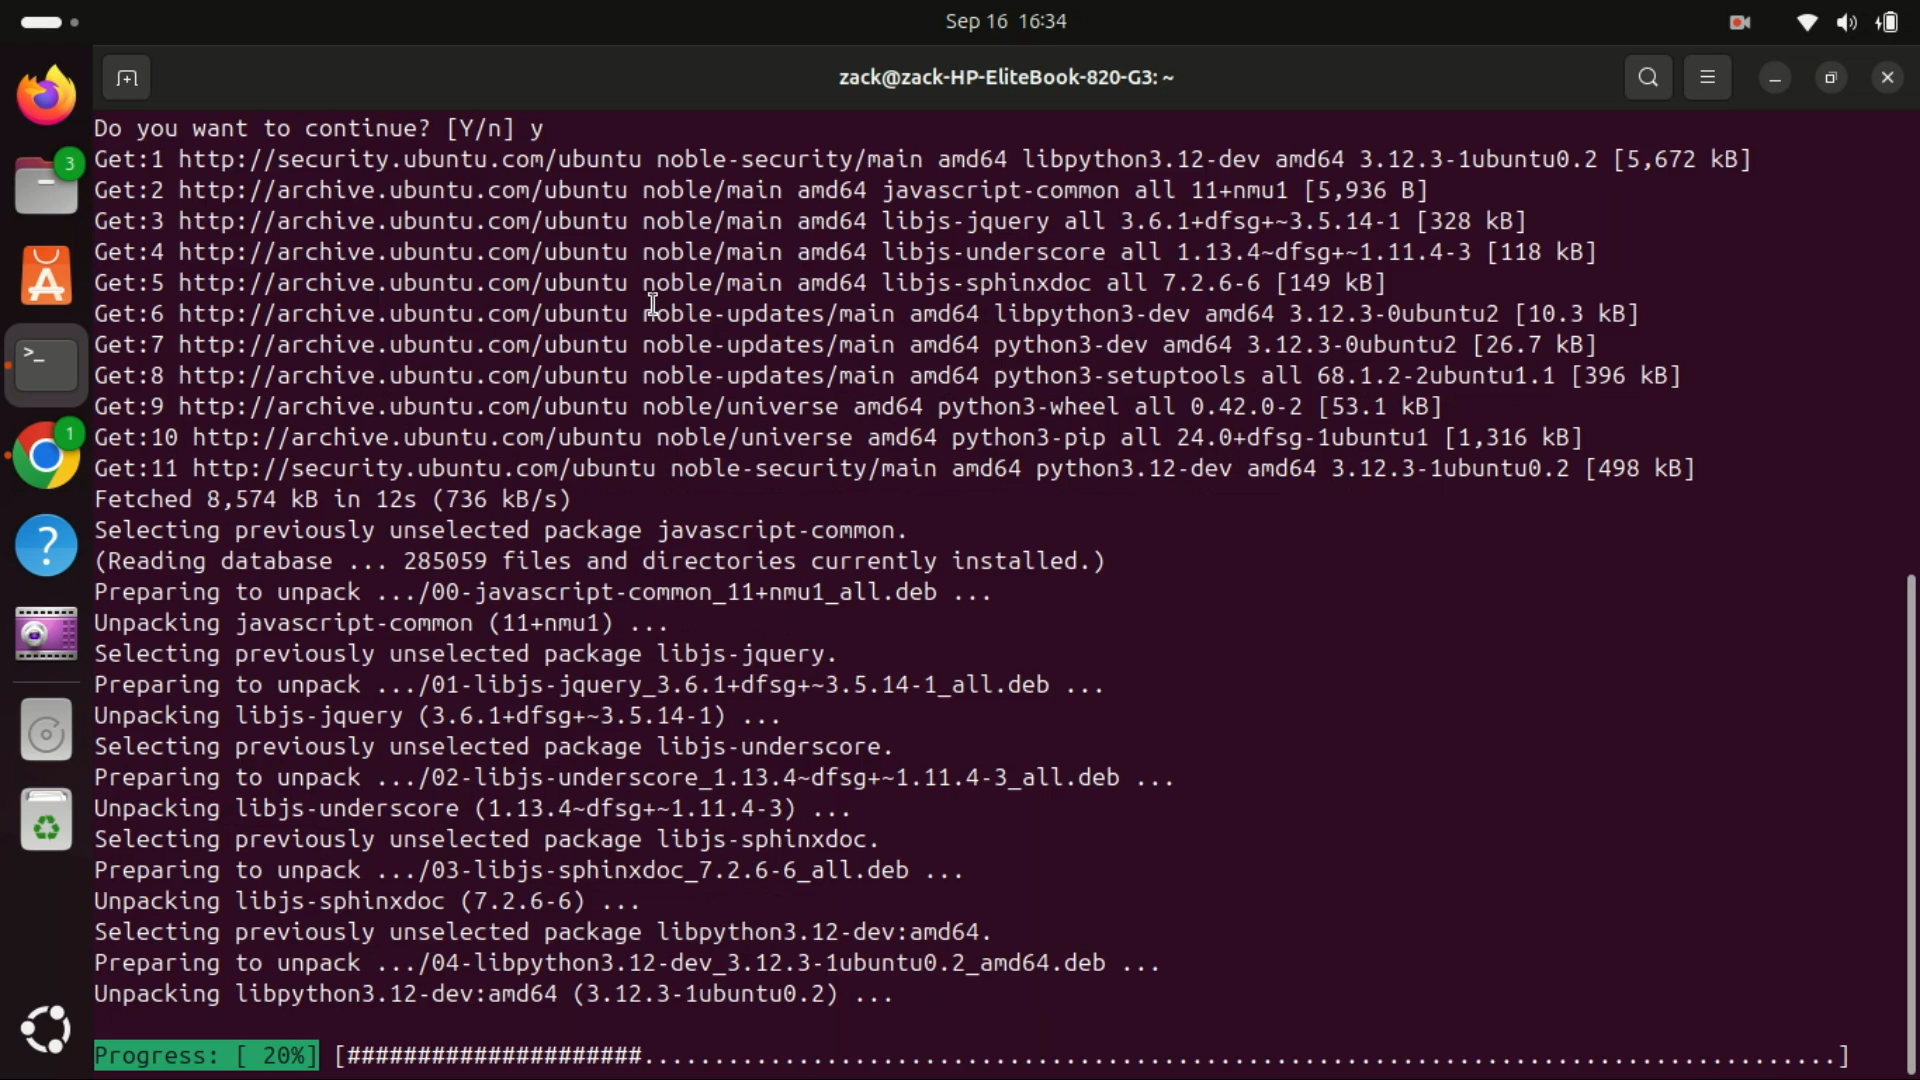 Sep 16 16:34
zack@zack-HP-EliteBook-820-G3: ~
Do you want to continue? [Y/n] y
Get:1 http://security.ubuntu.com/ubuntu noble-security/main amd64 libpython3.12-dev amd64 3.12.3-1ubuntu0.2 [5,672 kB]
Get:2 http://archive.ubuntu.com/ubuntu noble/main amd64 javascript-common all 11+nmu1 [5,936 B]
Get:3 http://archive.ubuntu.com/ubuntu noble/main amd64 libjs-jquery all 3.6.1+dfsg+~3.5.14-1 [328 kB]
Get:4 http://archive.ubuntu.com/ubuntu noble/main amd64 libjs-underscore all 1.13.4~dfsg+~1.11.4-3 [118 kB]
Get:5 http://archive.ubuntu.com/ubuntu noble/main amd64 libjs-sphinxdoc all 7.2.6-6 [149 kB]
Get:6 http://archive.ubuntu.com/ubuntu noble-updates/main amd64 libpython3-dev amd64 3.12.3-0ubuntu2 [10.3 kB]
Get:7 http://archive.ubuntu.com/ubuntu noble-updates/main amd64 python3-dev amd64 3.12.3-0ubuntu2 [26.7 kB]
Get:8 http://archive.ubuntu.com/ubuntu noble-updates/main amd64 python3-setuptools all 68.1.2-2ubuntu1.1 [396 kB]
Get:9 http://archive.ubuntu.com/ubuntu noble/universe amd64 python3-wheel all 0.42.0-2 [53.1 kB]
Get:10 http://archive.ubuntu.com/ubuntu noble/universe amd64 python3-pip all 24.0+dfsg-1ubuntu1 [1,316 kB]
Get:11 http://security.ubuntu.com/ubuntu noble-security/main amd64 python3.12-dev amd64 3.12.3-1ubuntu0.2 [498 kB]
Fetched 8,574 kB in 12s (736 kB/s)
Selecting previously unselected package javascript-common.
(Reading database ... 285059 files and directories currently installed.)
Preparing to unpack .../00-javascript-common_11+nmu1_all.deb ...
Unpacking javascript-common (11+nmu1) ...
Selecting previously unselected package libjs-jquery.
Preparing to unpack .../01-libjs-jquery_3.6.1+dfsg+~3.5.14-1_all.deb ...
Unpacking libjs-jquery (3.6.1+dfsg+~3.5.14-1) ...
Selecting previously unselected package libjs-underscore.
Preparing to unpack .../02-libjs-underscore_1.13.4~dfsg+~1.11.4-3_all.deb ...
Unpacking libjs-underscore (1.13.4~dfsg+~1.11.4-3) ...
Selecting previously unselected package libjs-sphinxdoc.
Preparing to unpack .../03-libjs-sphinxdoc_7.2.6-6_all.deb ...
Unpacking libjs-sphinxdoc (7.2.6-6) ...
Selecting previously unselected package libpython3.12-dev:amd64.
Preparing to unpack .../04-libpython3.12-dev_3.12.3-1ubuntu0.2_amd64.deb ...
Unpacking libpython3.12-dev:amd64 (3.12.3-1ubuntu0.2) ...
Progress: [ 20%] [#####################.....................................................................................]
3
1